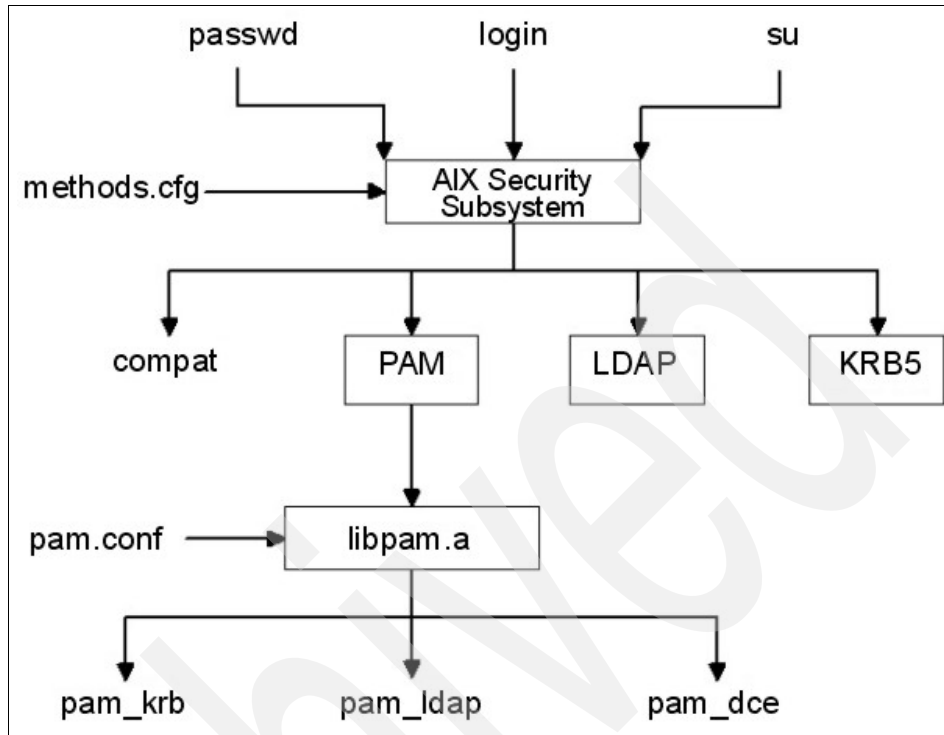 passwd
login
su
methods.cfg
AIX Security
Subsystem
compat
PAM
LDAP
KRB5
pam.conf
libpam.a
pam_krb
pam_ldap
pam_dce